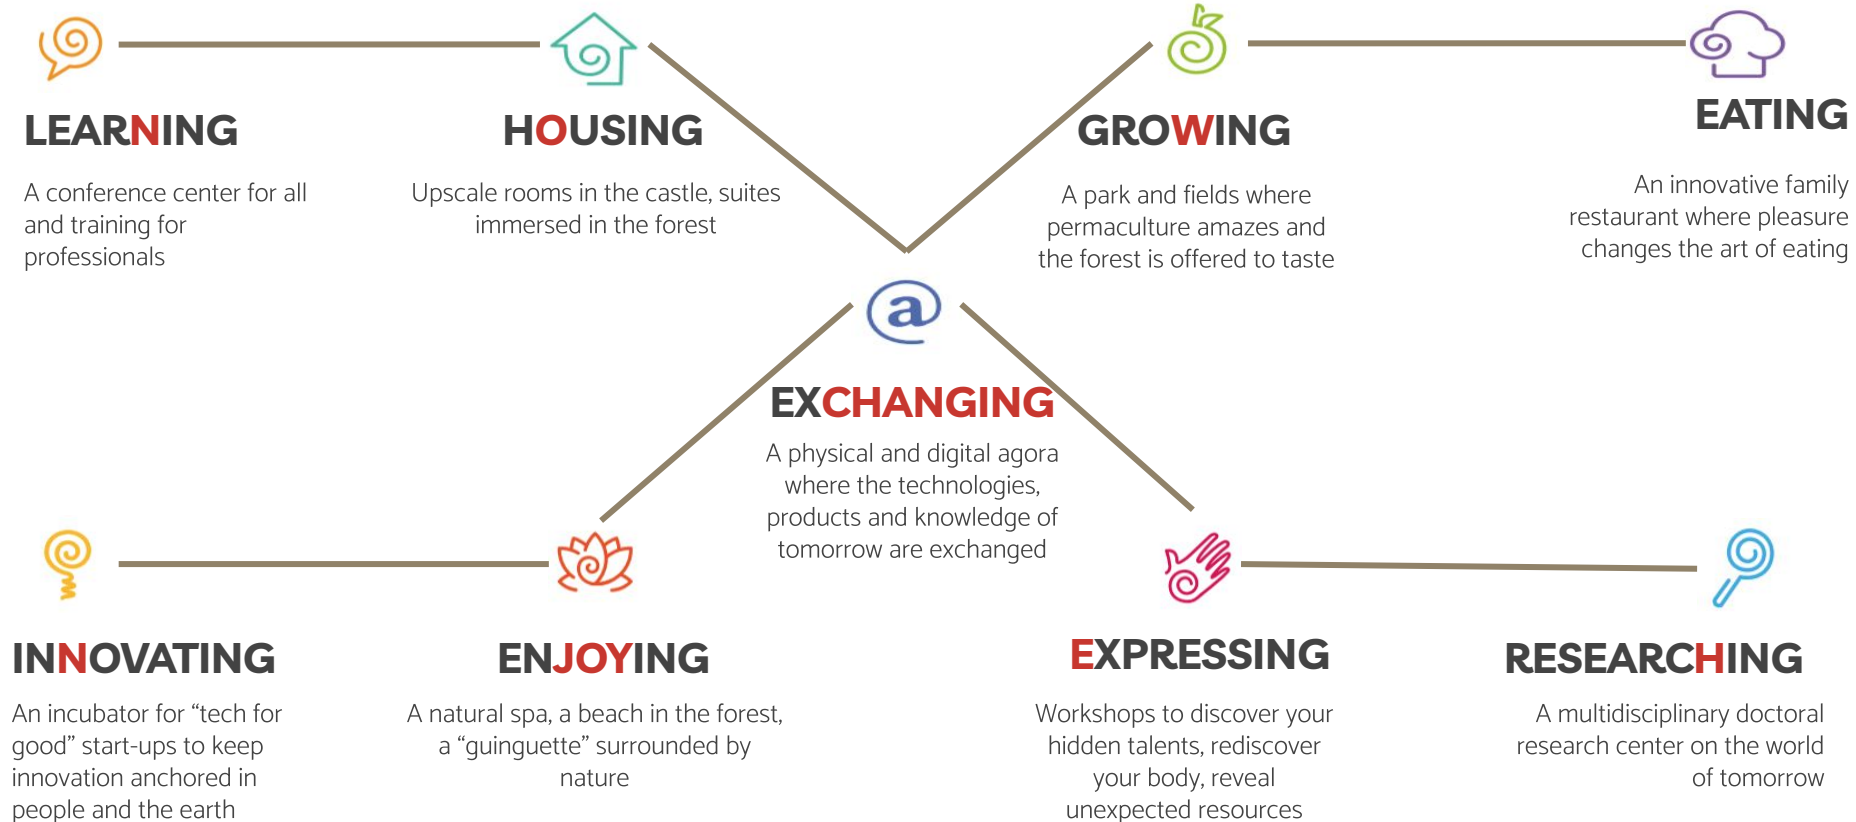 LEARNING
A conference center for all
and training for
professionals
HOUSING
Upscale rooms in the castle, suites
immersed in the forest
GROWING
A park and fields where
permaculture amazes and
the forest is offered to taste
EATING
An innovative family
restaurant where pleasure
changes the art of eating
@
EXCHANGING
A physical and digital agora
where the technologies,
products and knowledge of
tomorrow are exchanged
INNOVATING
An incubator for “tech for
good” start-ups to keep
innovation anchored in
people and the earth
ENJOYING
A natural spa, a beach in the forest,
a “guinguette” surrounded by
nature
EXPRESSING
Workshops to discover your
hidden talents, rediscover
your body, reveal
unexpected resources
RESEARCHING
A multidisciplinary doctoral
research center on the world
of tomorrow